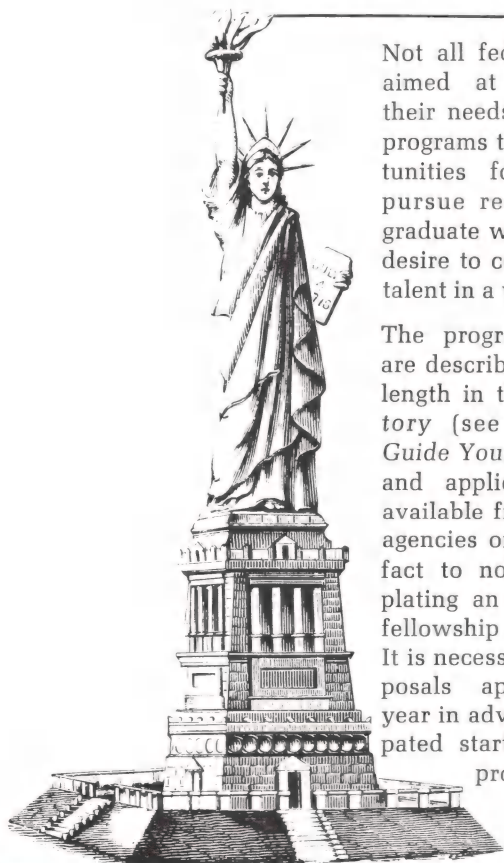 Not all fed
aimed at
their needs
programs t
tunities fo
pursue re
graduate w
desire to c
talent in a
The progr
are describ
length in t
tory (see
Guide You
and applic
available f
agencies o
fact to no
plating an
fellowship
It is necess
posals ap
year in adv
pated start
pro